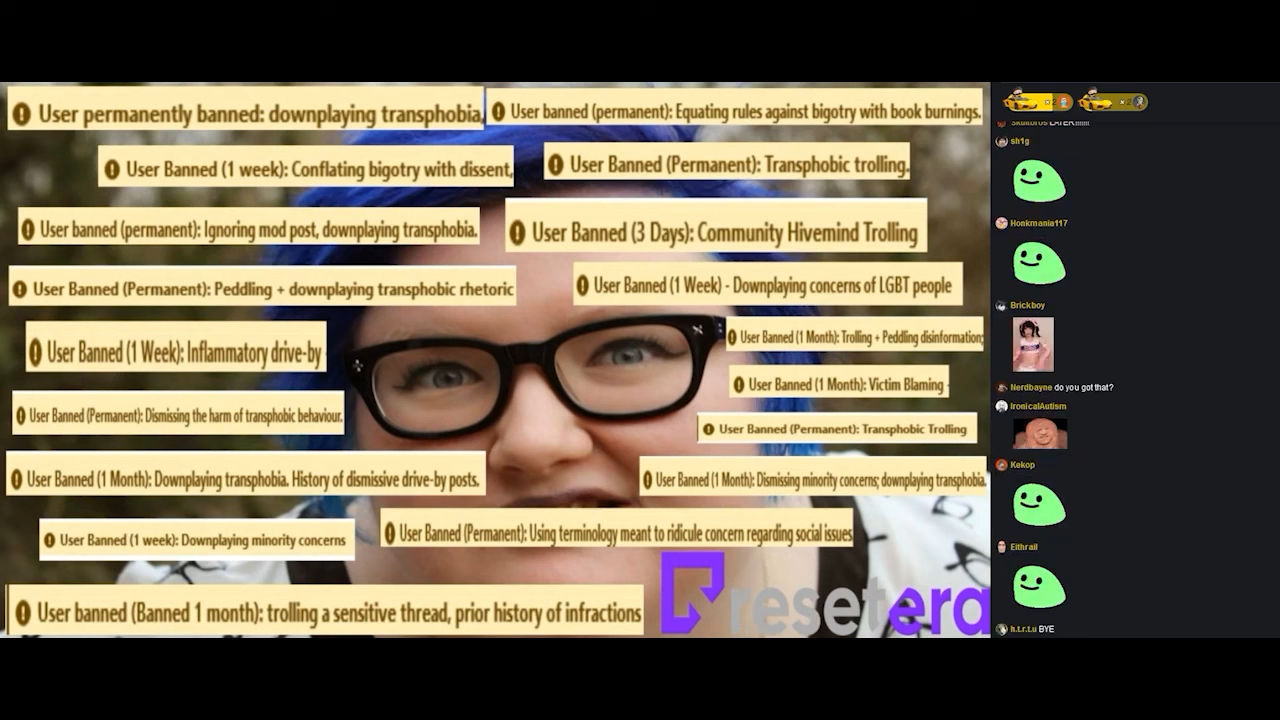 User permanently banned: downplaying transphobia,
User banned (permanent): Equating rules against bigotry with book burnings.
User Banned (1 week): Conflating bigotry with dissent,
User Banned (Permanent): Transphobic trolling.
User banned (permanent): Ignoring mod post, downplaying transphobia.
User Banned (3 Days): Community Hivemind Trolling
User Banned (Permanent): Peddling + downplaying transphobic rhetoric
User Banned (1 Week) - Downplaying concerns of LGBT people
User Banned (1 Week): Inflammatory drive-by
User Banned (1 Month): Trolling + Peddling disinformation;
User Banned (1 Month): Victim Blaming
User Banned (Permanent): Dismissing the harm of transphobic behaviour.
User Banned (Permanent): Transphobic Trolling
User Banned (1 Month): Downplaying transphobia. History of dismissive drive-by posts.
User Banned (1 Month): Dismissing minority concerns; downplaying transphobia.
User Banned (1 week): Downplaying minority concerns
User Banned (Permanent): Using terminology meant to ridicule concern regarding social issues
User banned (Banned 1 month): trolling a sensitive thread, prior history of infractions
resetera
sh1g
Honkmania117
Brickboy
Nerdbayne do you got that?
IronicalAutism
Kekop
Eithrail
h.t.r.t.u BYE